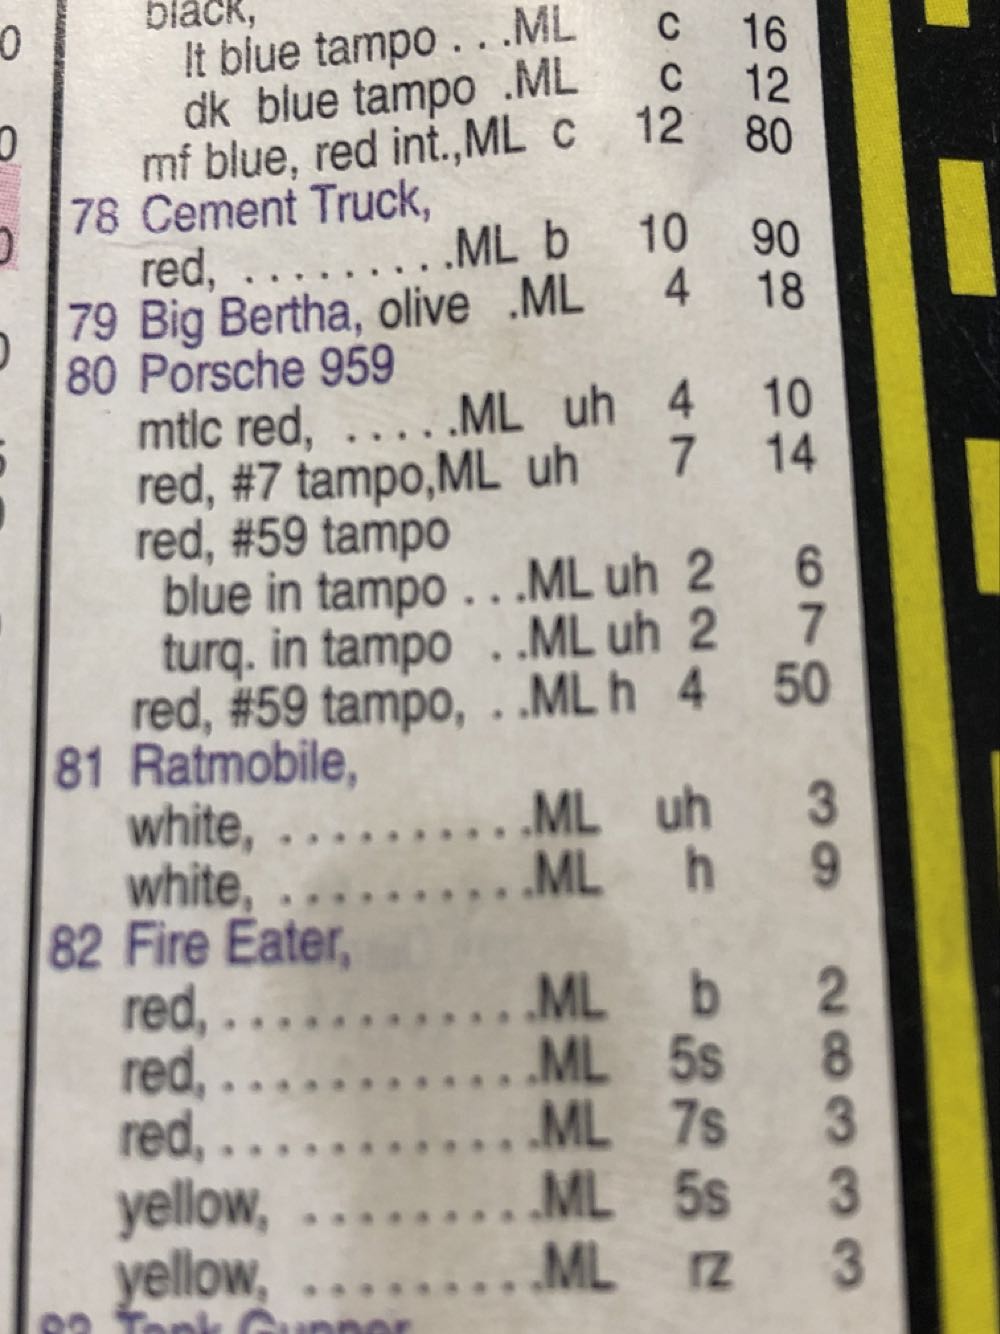 black,
lt blue tampo . . .ML c 16
dk blue tampo .ML c 12
mf blue, red int.,ML c 12 80
78 Cement Truck,
red, . . . . . . . . .ML b 10 90
79 Big Bertha, olive .ML 4 18
80 Porsche 959
mtlc red, . . . . .ML uh 4 10
red, #7 tampo,ML uh 7 14
red, #59 tampo
blue in tampo . . .ML uh 2 6
turq. in tampo . .ML uh 2 7
red, #59 tampo, . .ML h 4 50
81 Ratmobile,
white, . . . . . . . . . .ML uh 3
white, . . . . . . . . . .ML h 9
82 Fire Eater,
red, . . . . . . . . . . . . .ML b 2
red, . . . . . . . . . . . . .ML 5s 8
red, . . . . . . . . . . . . .ML 7s 3
yellow, . . . . . . . . .ML 5s 3
yellow, . . . . . . . . .ML rz 3
83 Tank Gunner